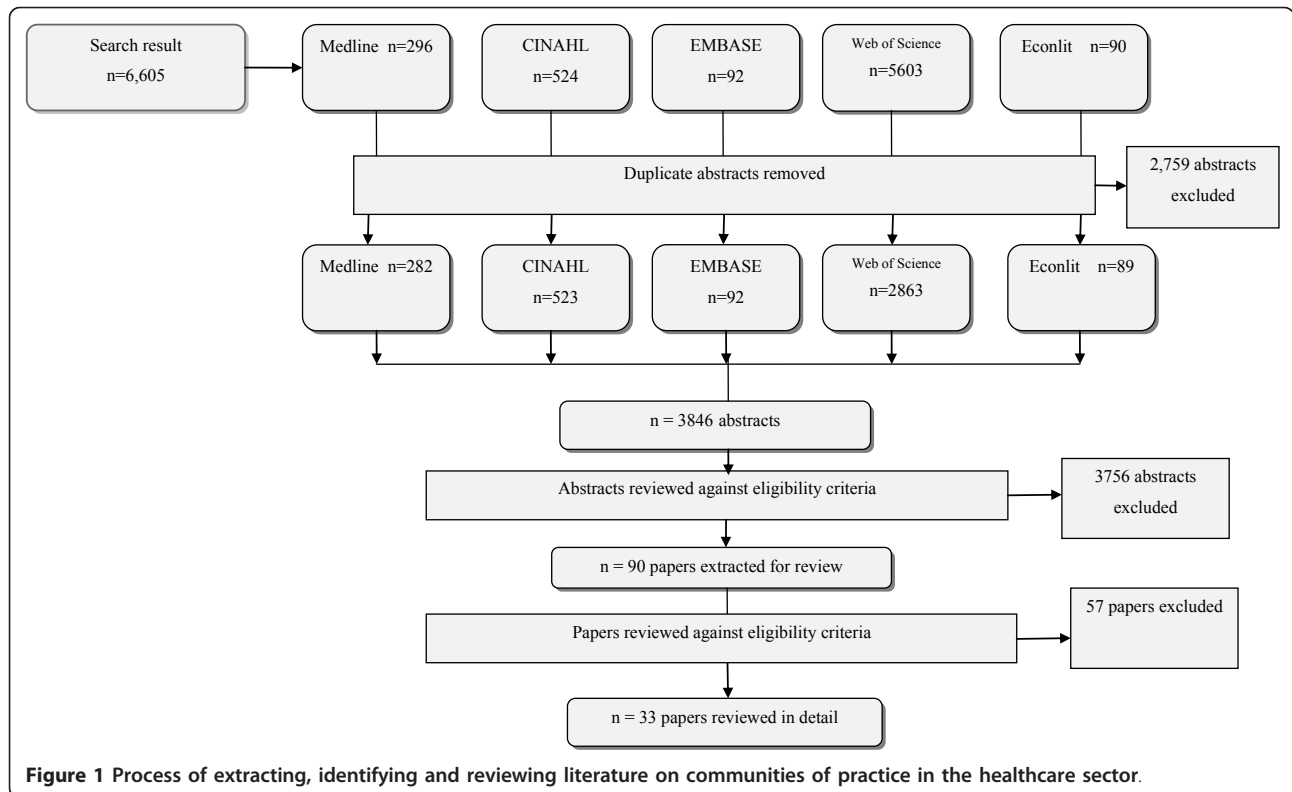 Search result
n=6,605
Medline n=296
CINAHL
n=524
EMBASE
n=92
Web of Science
n=5603
Econlit n=90
Duplicate abstracts removed
2,759 abstracts
excluded
Medline n=282
CINAHL
n=523
EMBASE
n=92
Web of Science
n=2863
Econlit n=89
n = 3846 abstracts
Abstracts reviewed against eligibility criteria
3756 abstracts
excluded
n = 90 papers extracted for review
57 papers excluded
Papers reviewed against eligibility criteria
n = 33 papers reviewed in detail
Figure 1 Process of extracting, identifying and reviewing literature on communities of practice in the healthcare sector.